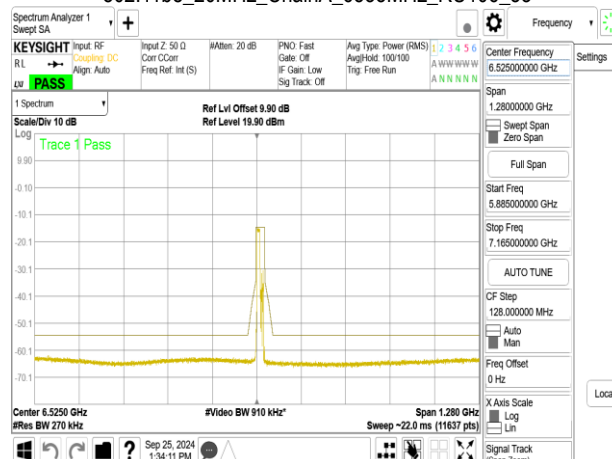 Spectrum Analyzer 1
Swept SA
Frequency
Settings
KEYSIGHT
RL
LXI PASS
Input: RF
Coupling: DC
Align: Auto
Input Z: 50 Ω
Corr CCorr
Freq Ref: Int (S)
#Atten: 20 dB
PNO: Fast
Gate: Off
IF Gain: Low
Sig Track: Off
Avg Type: Power (RMS)
Avg|Hold: 100/100
Trig: Free Run
1 2 3 4 5 6
A W W W W W
A N N N N N
1 Spectrum
Scale/Div 10 dB
Ref Lvl Offset 9.90 dB
Ref Level 19.90 dBm
Log
Trace 1 Pass
9.90
-0.10
-10.1
-20.1
-30.1
-40.1
-50.1
-60.1
-70.1
Center 6.5250 GHz
#Res BW 270 kHz
#Video BW 910 kHz*
Span 1.280 GHz
Sweep ~22.0 ms (11637 pts)
Center Frequency
6.525000000 GHz
Span
1.28000000 GHz
Swept Span
Zero Span
Full Span
Start Freq
5.885000000 GHz
Stop Freq
7.165000000 GHz
AUTO TUNE
CF Step
128.000000 MHz
Auto
Man
Freq Offset
0 Hz
X Axis Scale
Log
Lin
Signal Track
Loca
?
Sep 25, 2024
1:34:11 PM